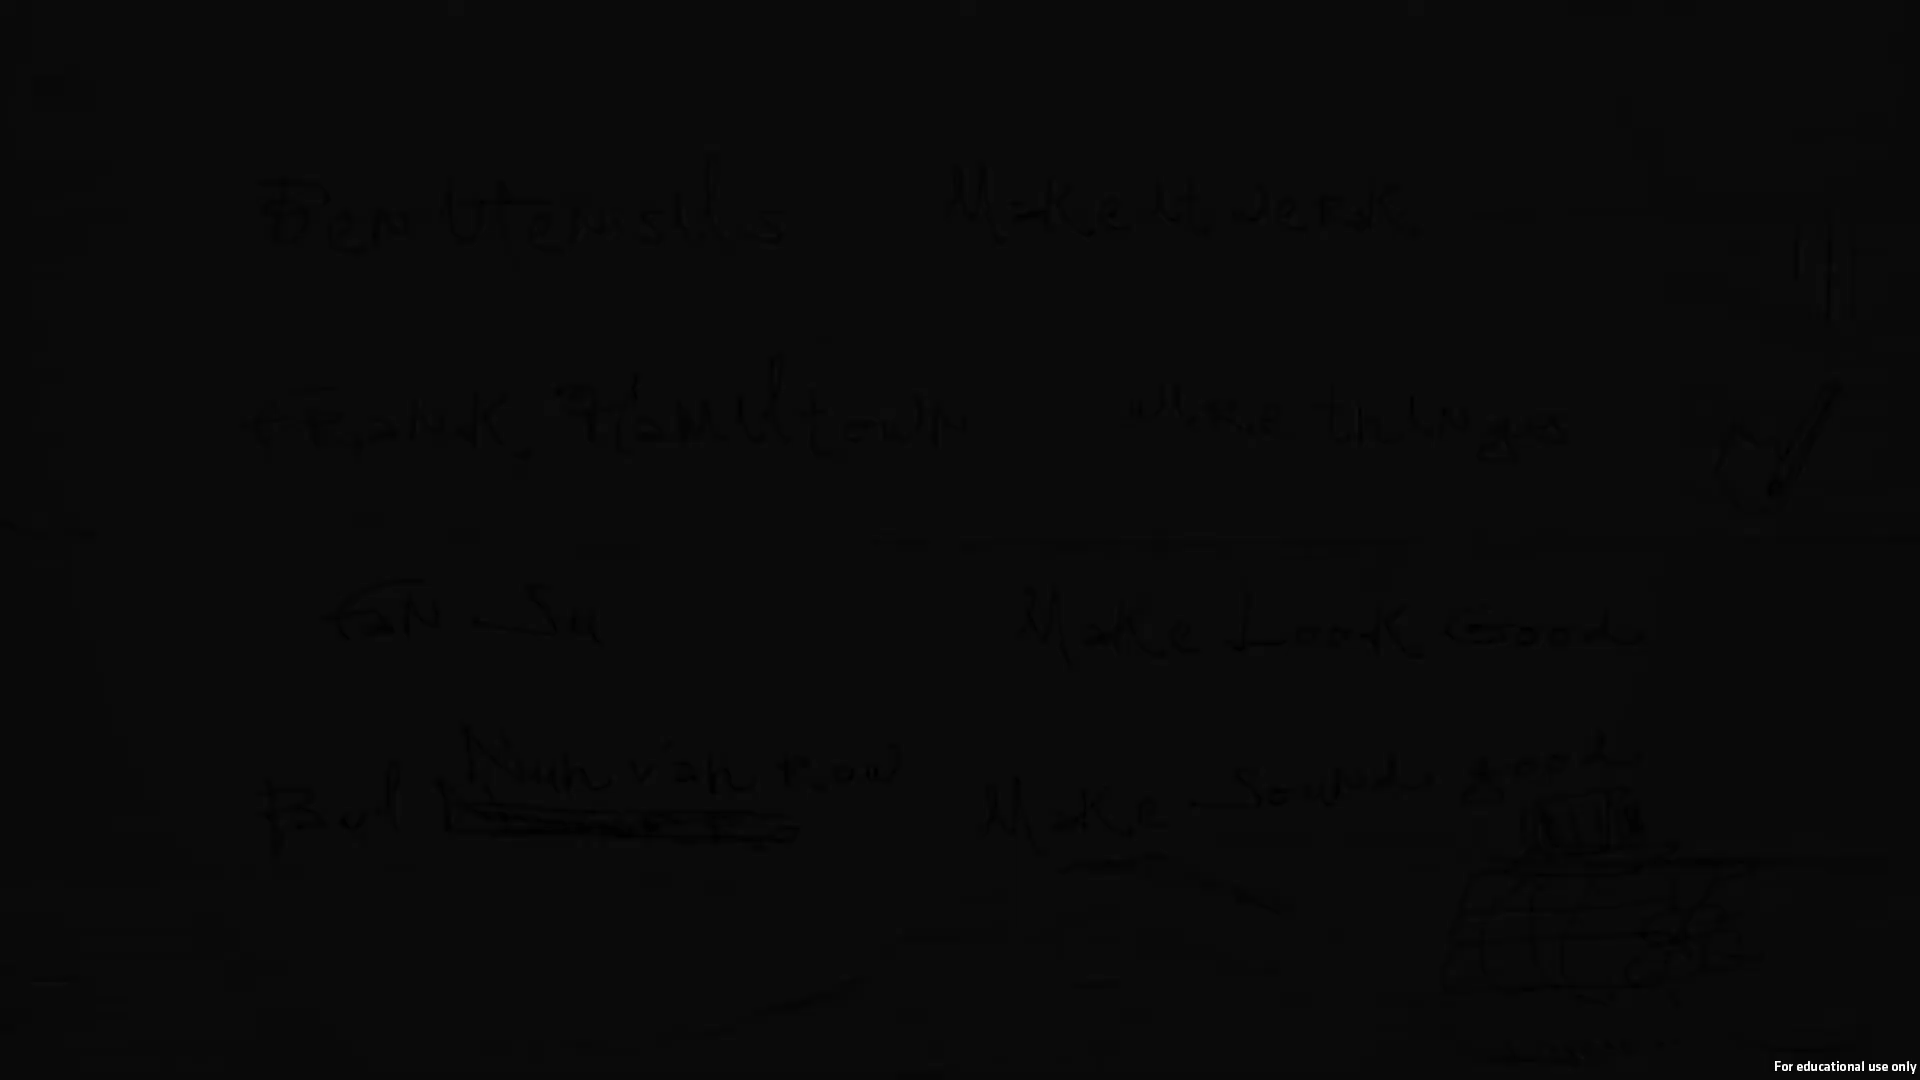 Ben Utensils Make it Work
Frank Hamiltown Make things
Fan Su Make Look Good
Make Sound good
For educational use only